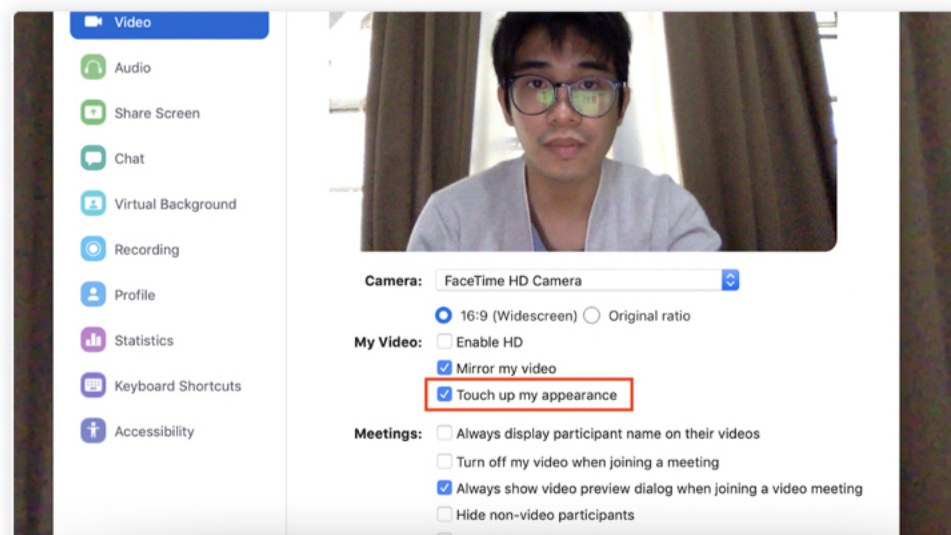 Video
Audio
Share Screen
Chat
Virtual Background
Recording
Profile
Statistics
Keyboard Shortcuts
Accessibility
Camera: FaceTime HD Camera
16:9 (Widescreen) Original ratio
My Video: Enable HD
Mirror my video
Touch up my appearance
Meetings: Always display participant name on their videos
Turn off my video when joining a meeting
Always show video preview dialog when joining a video meeting
Hide non-video participants